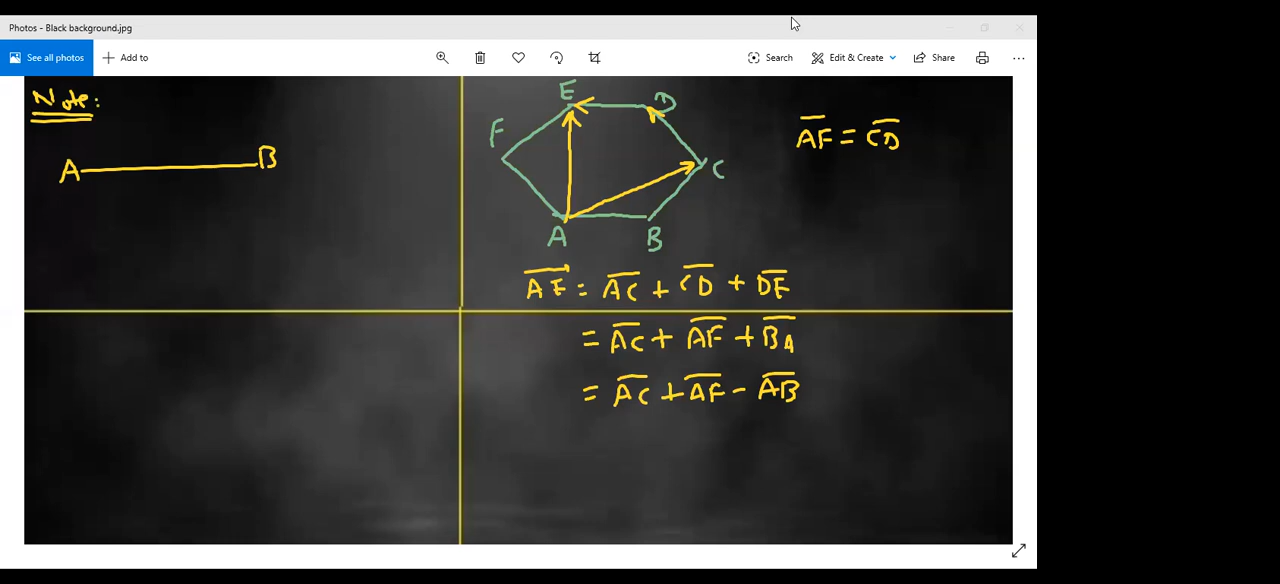 Photos - Black background.jpg
See all photos
Add to
Search
Edit & Create
Share
Note:
A B
E D
F
C
A B
AF = CD
AE = AC + CD + DE
= AC + AF + BA
= AC + AF - AB